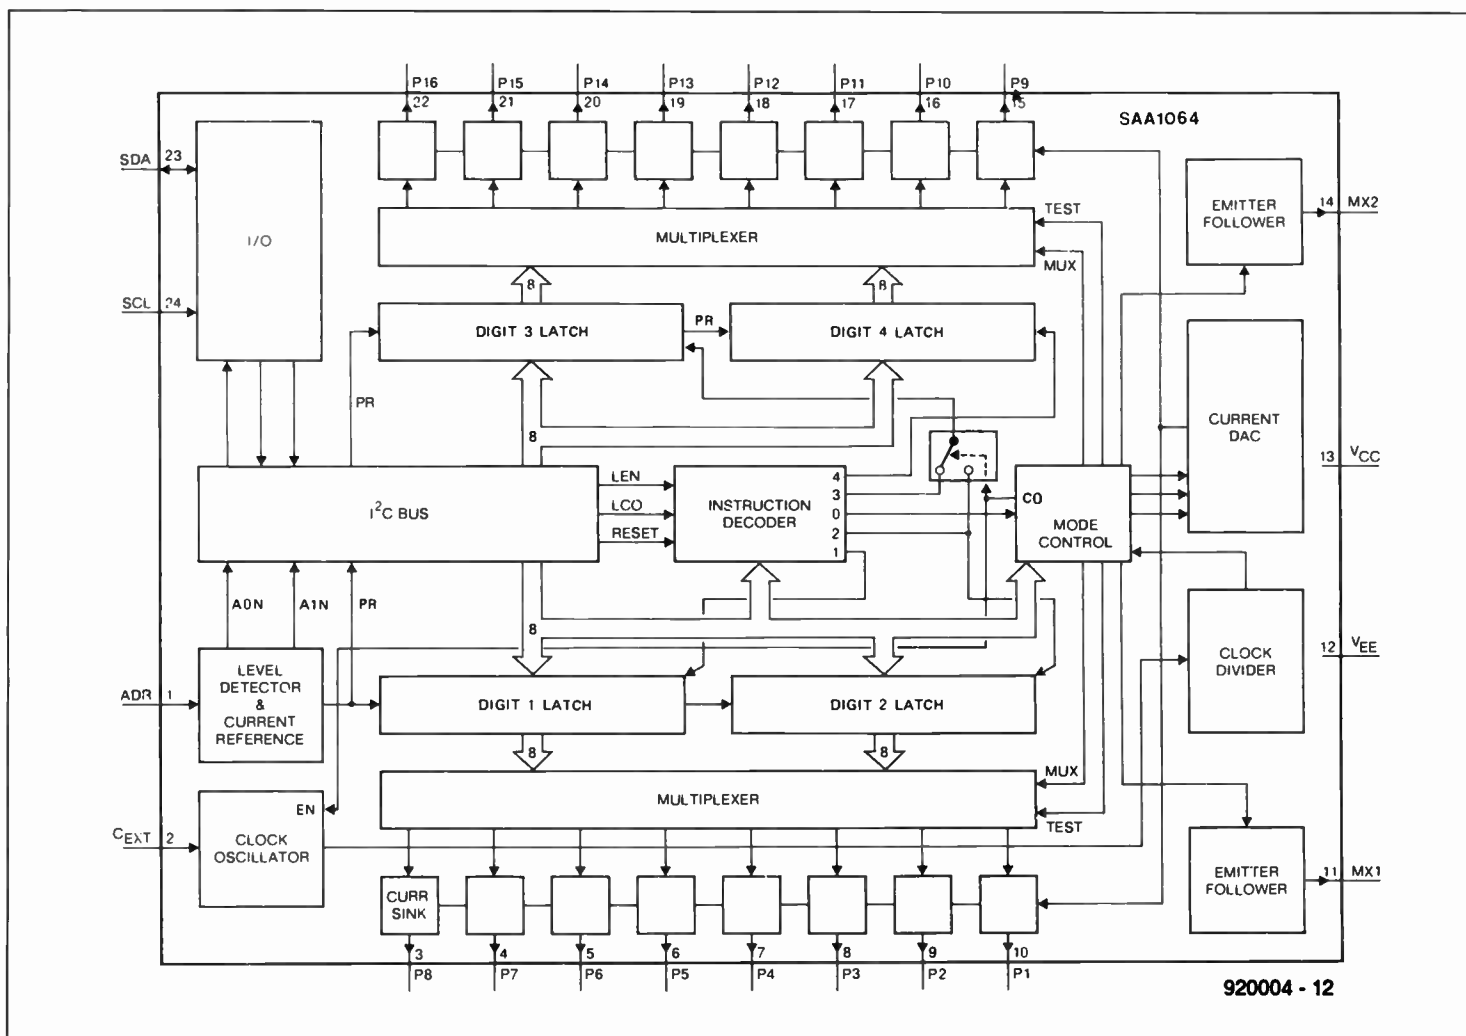 P16 P15 P14 P13 P12 P11 P10 P9
22 21 20 19 18 17 16 15
SAA1064
SDA 23
I/O
MULTIPLEXER
TEST
MUX
EMITTER
FOLLOWER
14 MX2
SCL 24
8 8
DIGIT 3 LATCH
PR
DIGIT 4 LATCH
PR
8
CURRENT
DAC
13 VCC
I²C BUS
LEN
LCO
RESET
INSTRUCTION
DECODER
4
3
0
2
1
CO
MODE
CONTROL
A0N A1N PR
8
CLOCK
DIVIDER
12 VEE
ADR 1
LEVEL
DETECTOR
&
CURRENT
REFERENCE
DIGIT 1 LATCH
DIGIT 2 LATCH
8 8
MULTIPLEXER
MUX
TEST
CEXT 2
EN
CLOCK
OSCILLATOR
EMITTER
FOLLOWER
11 MX1
CURR
SINK
3 4 5 6 7 8 9 10
P8 P7 P6 P5 P4 P3 P2 P1
920004 - 12